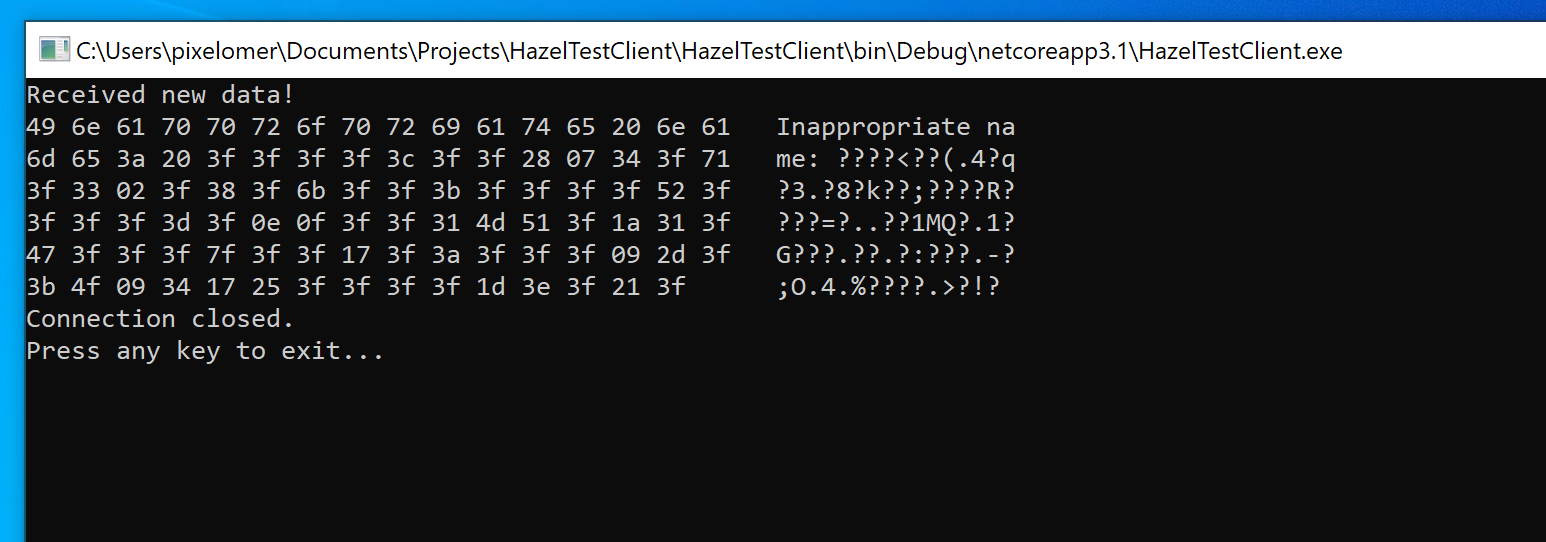 C:\Users\pixelomer\Documents\Projects\HazelTestClient\HazelTestClient\bin\Debug\netcoreapp3.1\HazelTestClient.exe
Received new data!
49 6e 61 70 70 72 6f 70 72 69 61 74 65 20 6e 61   Inappropriate na
6d 65 3a 20 3f 3f 3f 3f 3c 3f 3f 28 07 34 3f 71   me: ????<??(.4?q
3f 33 02 3f 38 3f 6b 3f 3f 3b 3f 3f 3f 3f 52 3f   ?3.?8?k??;????R?
3f 3f 3f 3d 3f 0e 0f 3f 3f 31 4d 51 3f 1a 31 3f   ???=?..??1MQ?.1?
47 3f 3f 3f 7f 3f 3f 17 3f 3a 3f 3f 3f 09 2d 3f   G???.??.?:???.-?
3b 4f 09 34 17 25 3f 3f 3f 3f 1d 3e 3f 21 3f      ;O.4.%????.>?!?
Connection closed.
Press any key to exit...